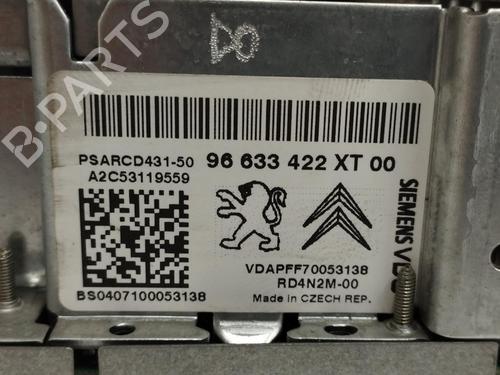 B-PARTS
PSARCD431-50 96 633 422 XT 00
A2C53119559
SIEMENS VDO
VDAPFF70053138
RD4N2M-00
BS0407100053138 Made in CZECH REP.